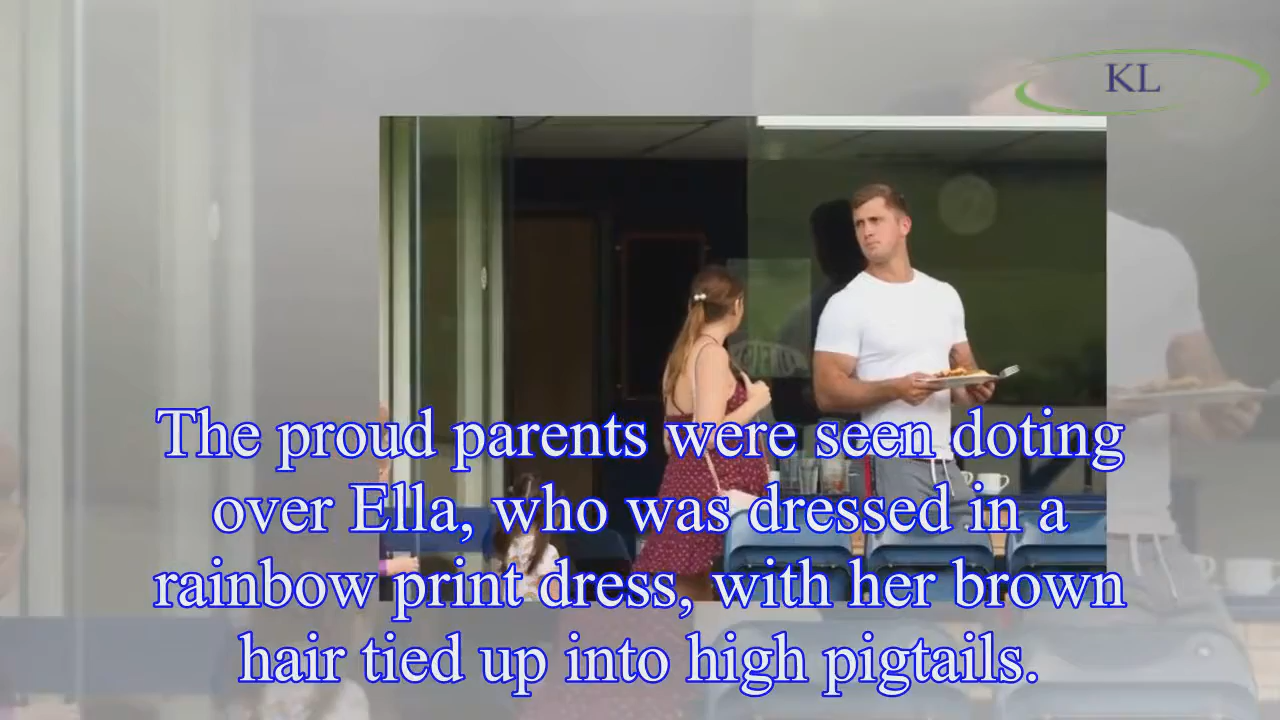 KL
The proud parents were seen doting
over Ella, who was dressed in a
rainbow print dress, with her brown
hair tied up into high pigtails.